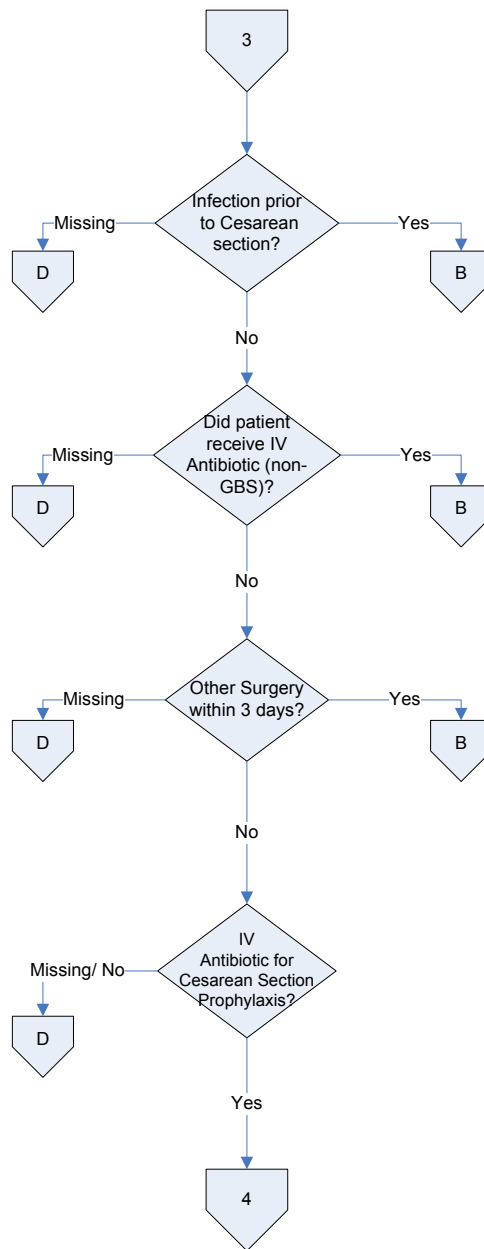 3
Infection prior
to Cesarean
section?
Missing
Yes
D
B
No
Did patient
receive IV
Antibiotic (non-
GBS)?
Missing
Yes
D
B
No
Other Surgery
within 3 days?
Missing
Yes
D
B
No
IV
Antibiotic for
Cesarean Section
Prophylaxis?
Missing/ No
D
Yes
4